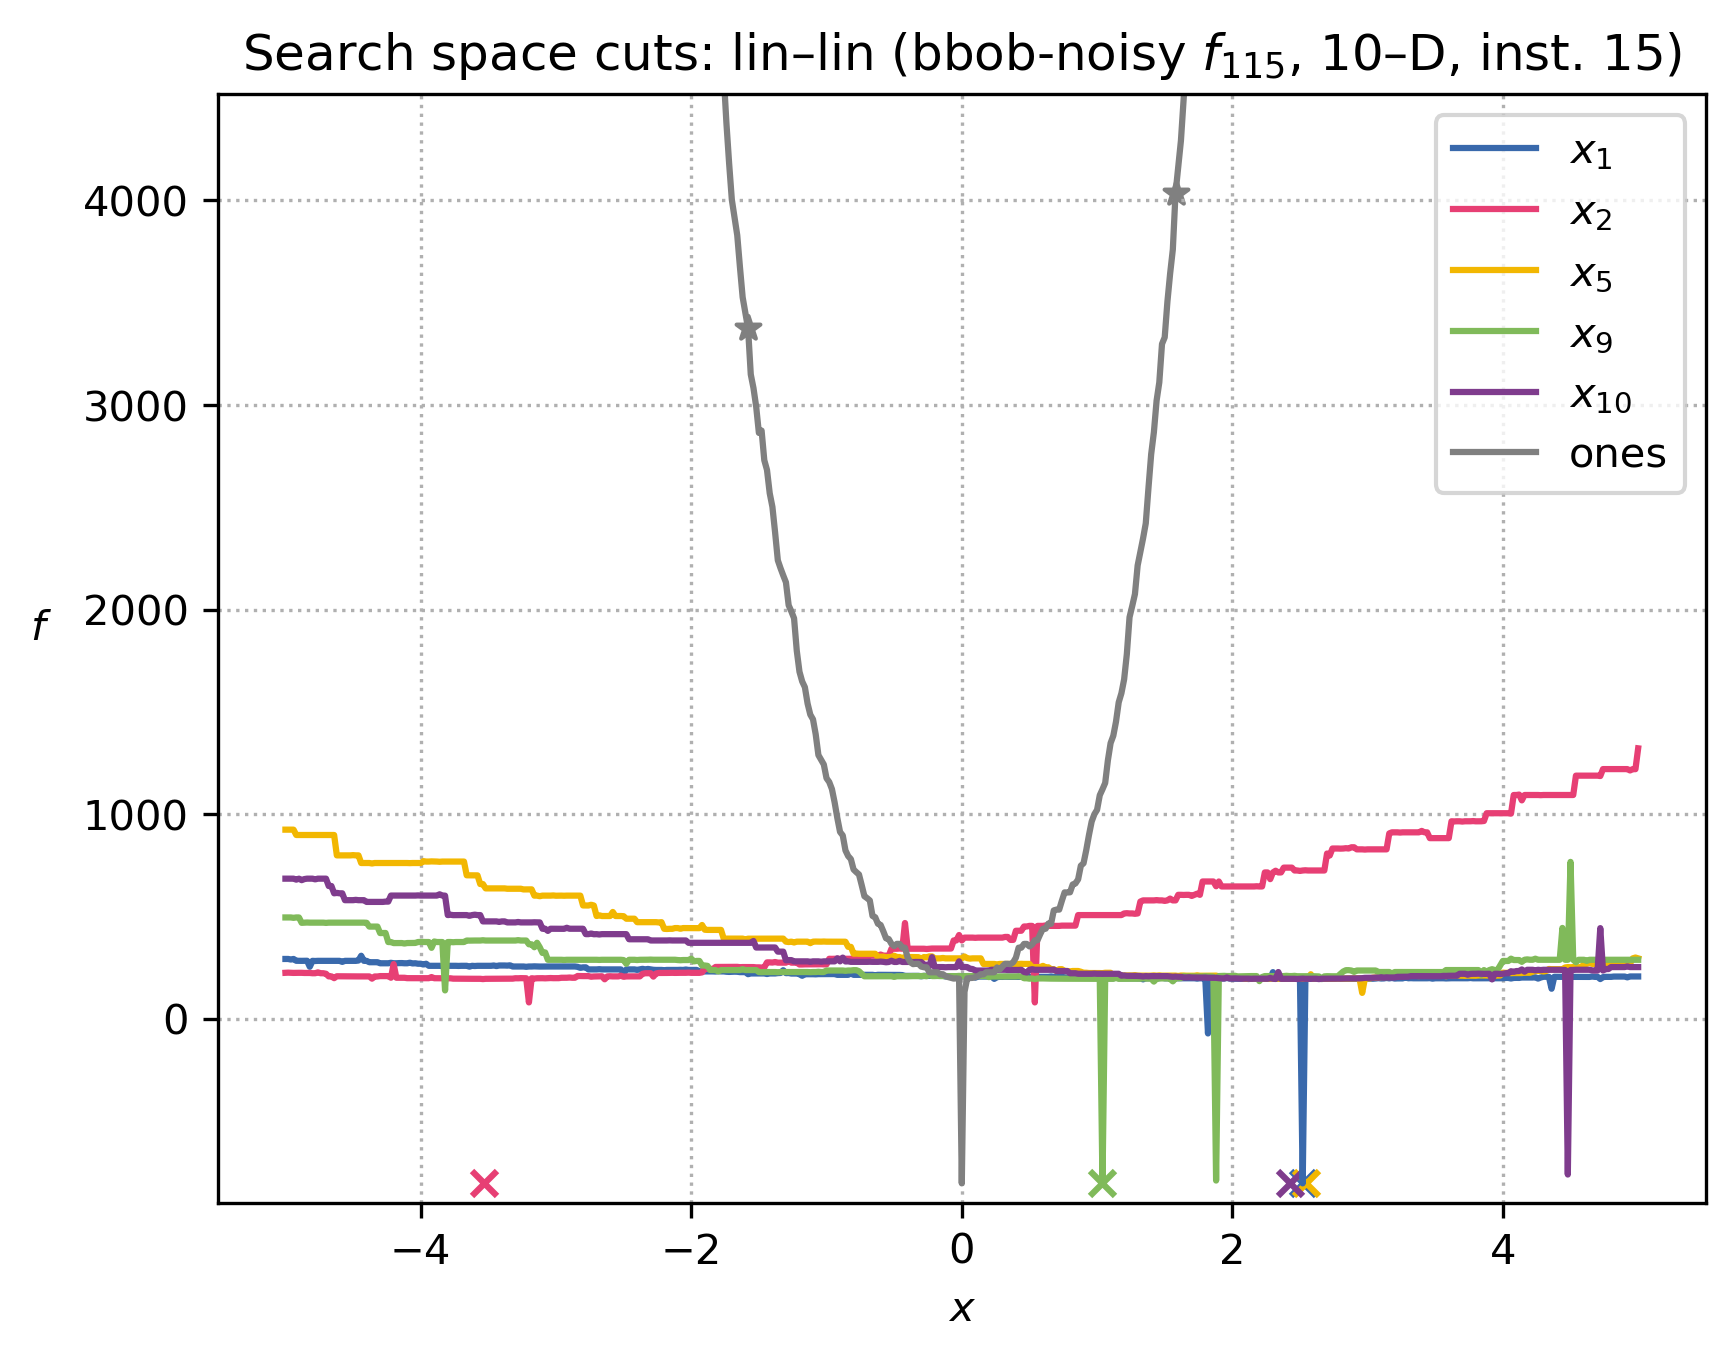 Search space cuts: lin–lin (bbob-noisy f₁₁₅, 10–D, inst. 15)
x₁
x₂
x₅
x₉
x₁₀
ones
4000
3000
2000
1000
0
f
−4
−2
0
2
4
x